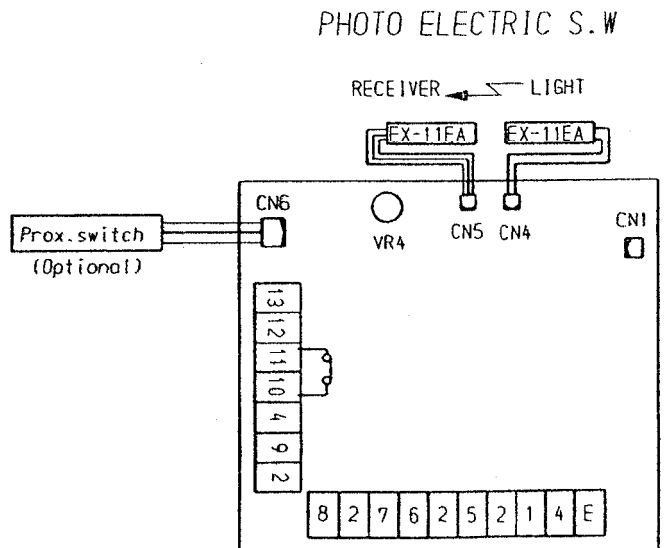 PHOTO ELECTRIC S.W
RECEIVER LIGHT
EX-11EA EX-11EA
CN6
VR4
CN5 CN4
CN1
Prox.switch
(Optional)
13
12
11
10
4
9
2
8 2 7 6 2 5 2 1 4 E